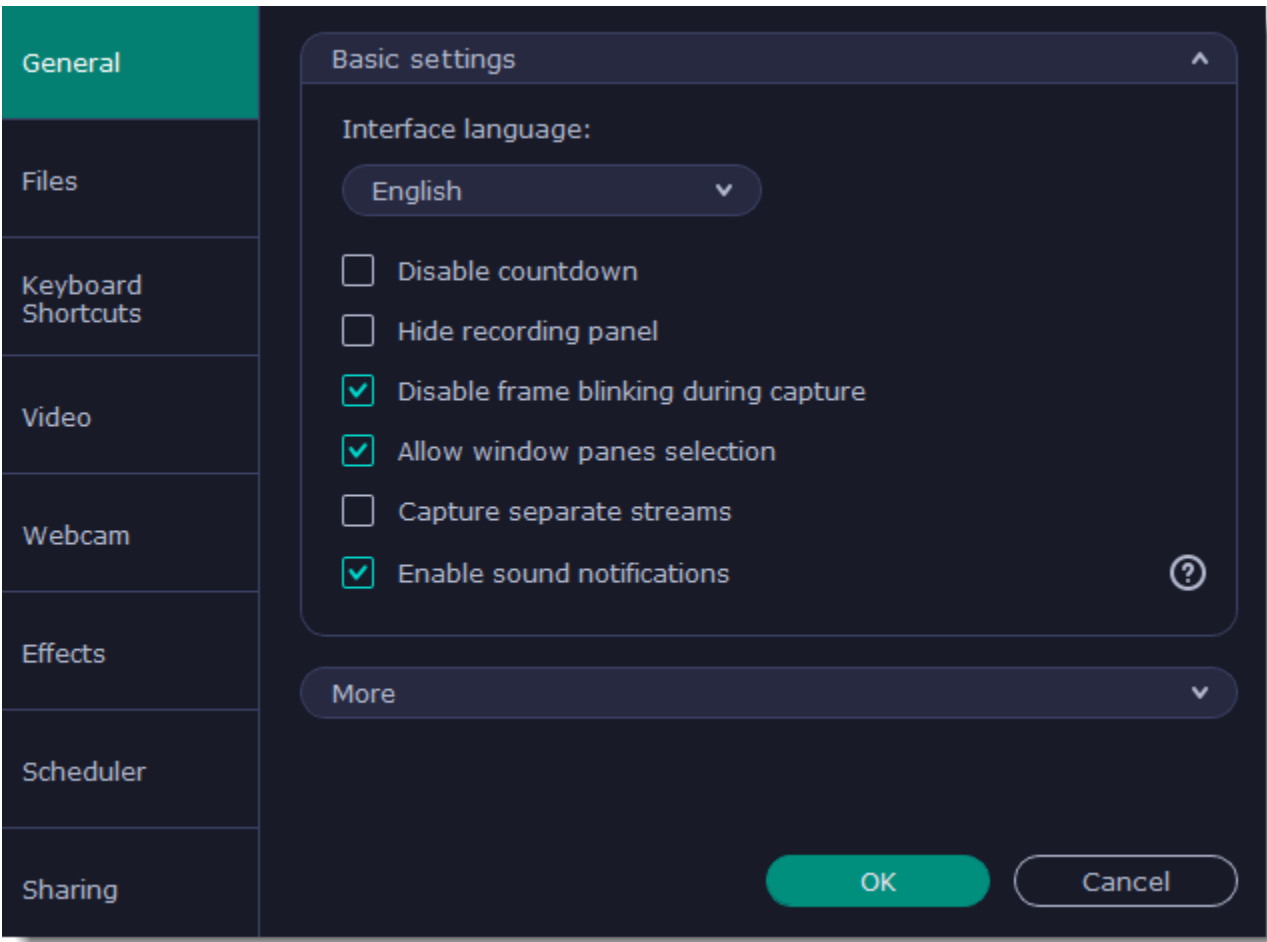 General
Files
Keyboard
Shortcuts
Video
Webcam
Effects
Scheduler
Sharing
Basic settings
Interface language:
English
Disable countdown
Hide recording panel
Disable frame blinking during capture
Allow window panes selection
Capture separate streams
Enable sound notifications
?
More
OK
Cancel